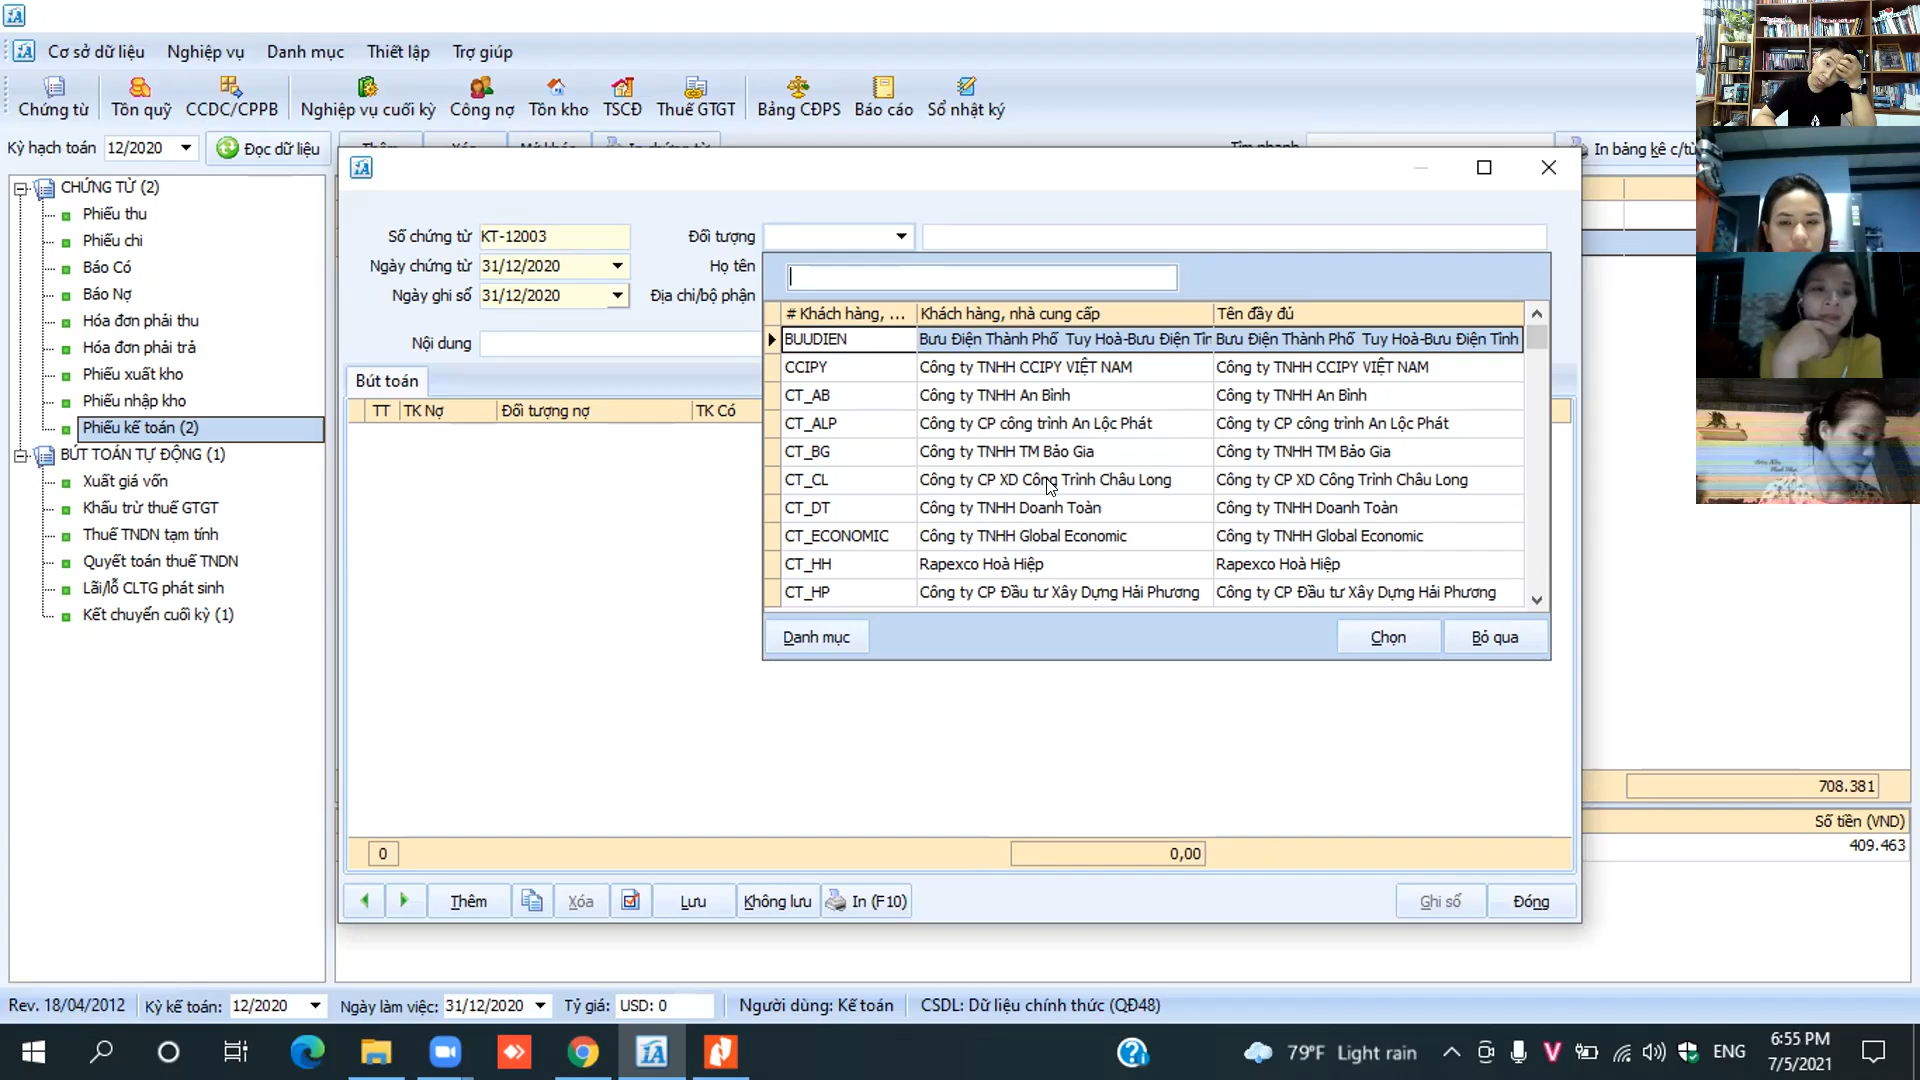 Cơ sở dữ liệu Nghiệp vụ Danh mục Thiết lập Trợ giúp
Chứng từ Tồn quỹ CCDC/CPPB Nghiệp vụ cuối kỳ Công nợ Tồn kho TSCĐ Thuế GTGT Bảng CĐPS Báo cáo Sổ nhật ký
Kỳ hạch toán 12/2020 Đọc dữ liệu Thêm Xóa Mở khóa In chứng từ Tìm nhanh In bảng kê c/từ
CHỨNG TỪ (2)
Phiếu thu
Phiếu chi
Báo Có
Báo Nợ
Hóa đơn phải thu
Hóa đơn phải trả
Phiếu xuất kho
Phiếu nhập kho
Phiếu kế toán (2)
BÚT TOÁN TỰ ĐỘNG (1)
Xuất giá vốn
Khấu trừ thuế GTGT
Thuế TNDN tạm tính
Quyết toán thuế TNDN
Lãi/lỗ CLTG phát sinh
Kết chuyển cuối kỳ (1)
Số chứng từ KT-12003 Đối tượng
Ngày chứng từ 31/12/2020 Họ tên
Ngày ghi sổ 31/12/2020 Địa chỉ/bộ phận
Nội dung
Bút toán
TT TK Nợ Đối tượng nợ TK Có
# Khách hàng, ... Khách hàng, nhà cung cấp Tên đầy đủ
BUUDIEN Bưu Điện Thành Phố Tuy Hoà-Bưu Điện Tỉn Bưu Điện Thành Phố Tuy Hoà-Bưu Điện Tỉnh
CCIPY Công ty TNHH CCIPY VIỆT NAM Công ty TNHH CCIPY VIỆT NAM
CT_AB Công ty TNHH An Bình Công ty TNHH An Bình
CT_ALP Công ty CP công trình An Lộc Phát Công ty CP công trình An Lộc Phát
CT_BG Công ty TNHH TM Bảo Gia Công ty TNHH TM Bảo Gia
CT_CL Công ty CP XD Công Trình Châu Long Công ty CP XD Công Trình Châu Long
CT_DT Công ty TNHH Doanh Toàn Công ty TNHH Doanh Toàn
CT_ECONOMIC Công ty TNHH Global Economic Công ty TNHH Global Economic
CT_HH Rapexco Hoà Hiệp Rapexco Hoà Hiệp
CT_HP Công ty CP Đầu tư Xây Dựng Hải Phương Công ty CP Đầu tư Xây Dựng Hải Phương
Danh mục Chọn Bỏ qua
708.381
Số tiền (VND)
409.463
0 0,00
Thêm Xóa Lưu Không lưu In (F10) Ghi sổ Đóng
Rev. 18/04/2012 Kỳ kế toán: 12/2020 Ngày làm việc: 31/12/2020 Tỷ giá: USD: 0 Người dùng: Kế toán CSDL: Dữ liệu chính thức (QĐ48)
79°F Light rain ENG 6:55 PM
7/5/2021